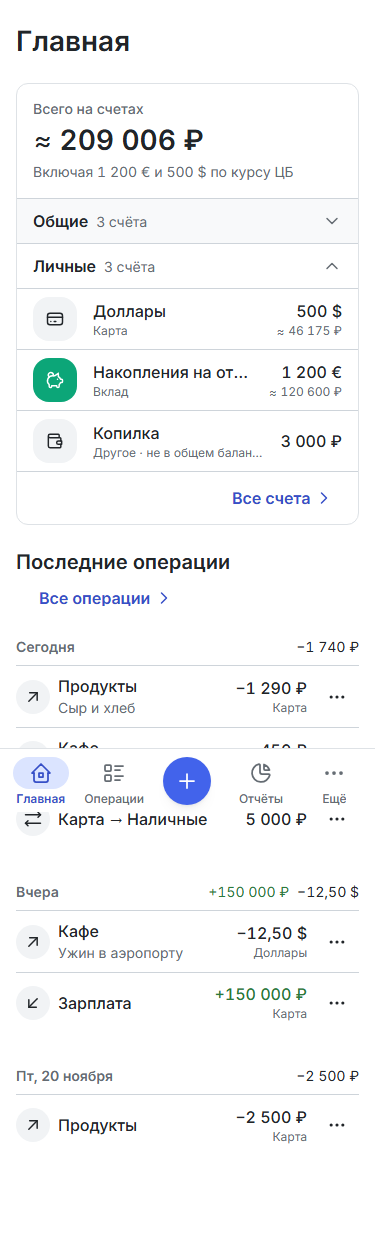 Главная
Всего на счетах
≈ 209 006 ₽
Включая 1 200 € и 500 $ по курсу ЦБ
Общие 3 счёта
Личные 3 счёта
Доллары 500 $
Карта ≈ 46 175 ₽
Накопления на от... 1 200 €
Вклад ≈ 120 600 ₽
Копилка 3 000 ₽
Другое · не в общем балан...
Все счета
Последние операции
Все операции
Сегодня −1 740 ₽
Продукты −1 290 ₽
Сыр и хлеб Карта
Главная Операции Отчёты Ещё
Карта → Наличные 5 000 ₽
Вчера +150 000 ₽ −12,50 $
Кафе −12,50 $
Ужин в аэропорту Доллары
Зарплата +150 000 ₽
Карта
Пт, 20 ноября −2 500 ₽
Продукты −2 500 ₽
Карта